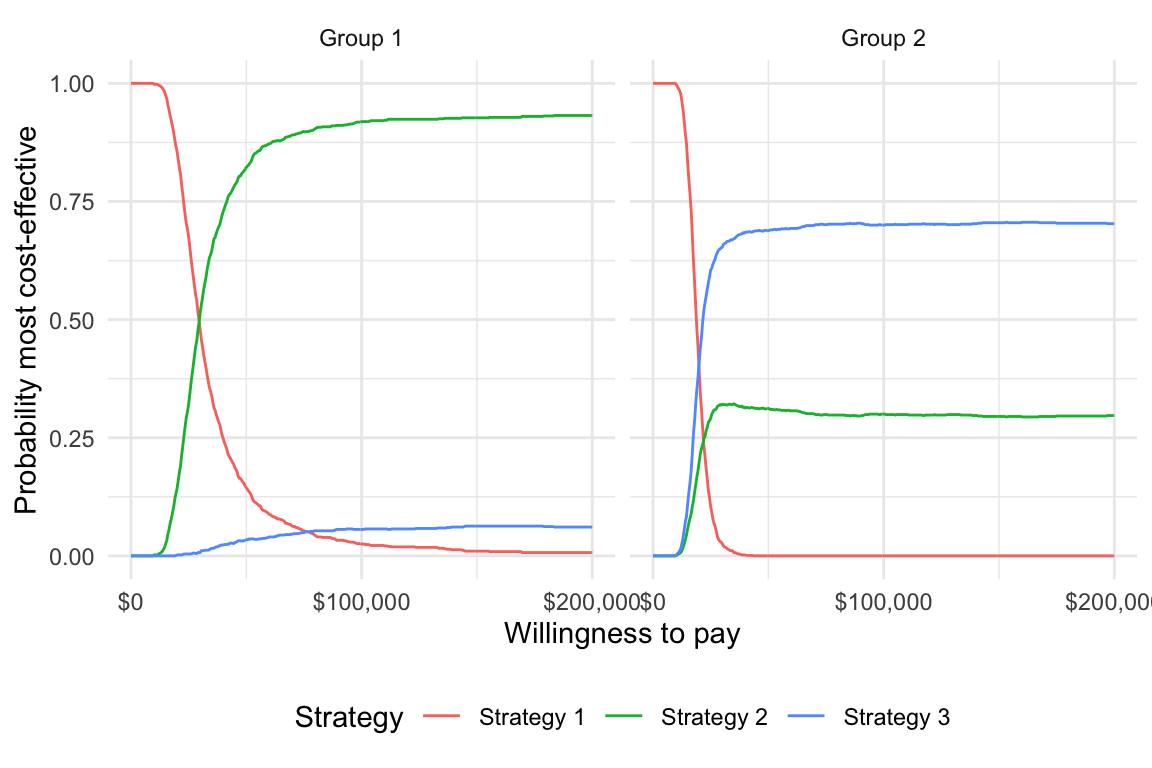 Group 1 Group 2
Probability most cost-effective
1.00
0.75
0.50
0.25
0.00
$0 $100,000 $200,000 $0 $100,000 $200,00
Willingness to pay
Strategy Strategy 1 Strategy 2 Strategy 3